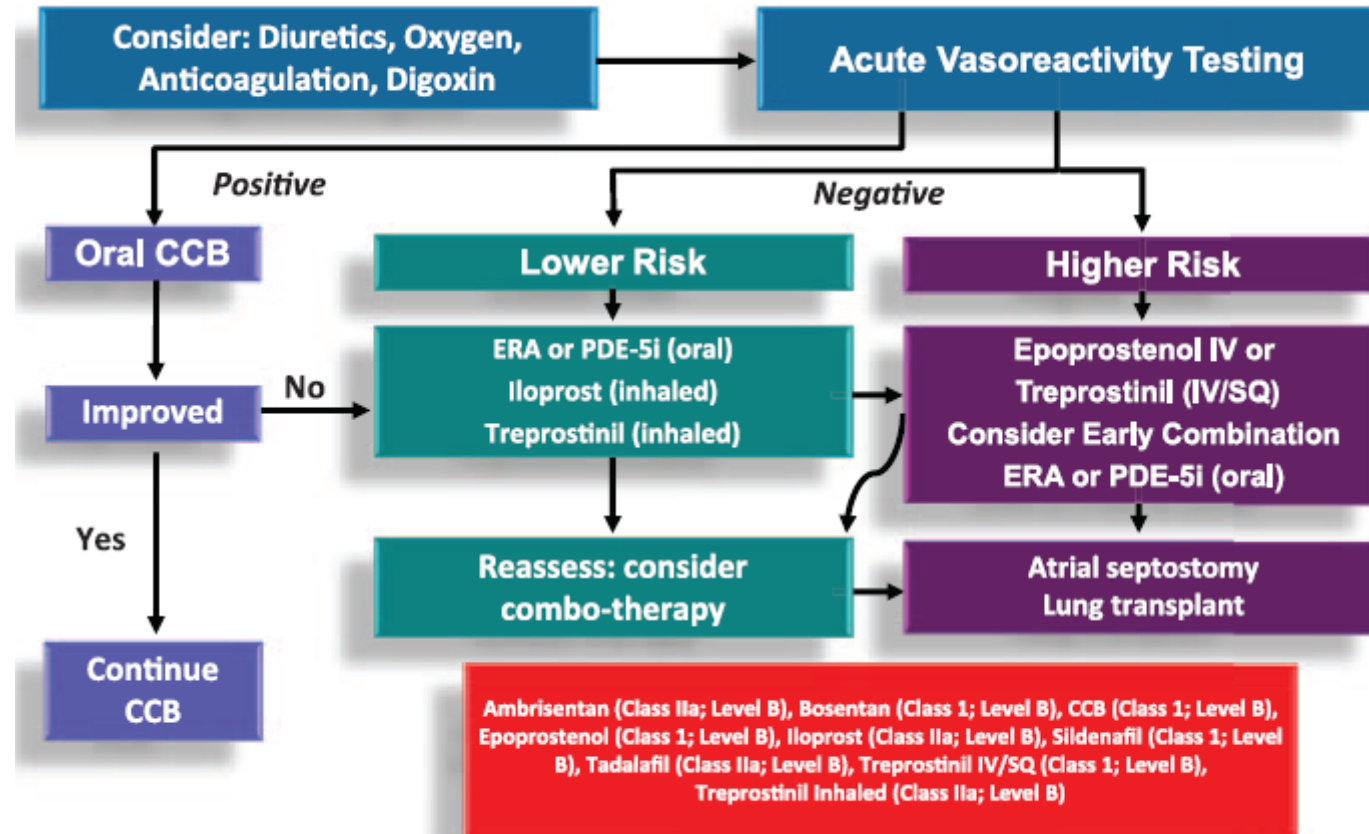 Consider: Diuretics, Oxygen,
Anticoagulation, Digoxin
Acute Vasoreactivity Testing
Positive
Negative
Oral CCB
Lower Risk
Higher Risk
ERA or PDE-5i (oral)
Iloprost (inhaled)
Treprostinil (inhaled)
Epoprostenol IV or
Treprostinil (IV/SQ)
Consider Early Combination
ERA or PDE-5i (oral)
Improved
No
Yes
Reassess: consider
combo-therapy
Atrial septostomy
Lung transplant
Continue
CCB
Ambrisentan (Class IIa; Level B), Bosentan (Class 1; Level B), CCB (Class 1; Level B),
Epoprostenol (Class 1; Level B), Iloprost (Class IIa; Level B), Sildenafil (Class 1; Level
B), Tadalafil (Class IIa; Level B), Treprostinil IV/SQ (Class 1; Level B),
Treprostinil Inhaled (Class IIa; Level B)